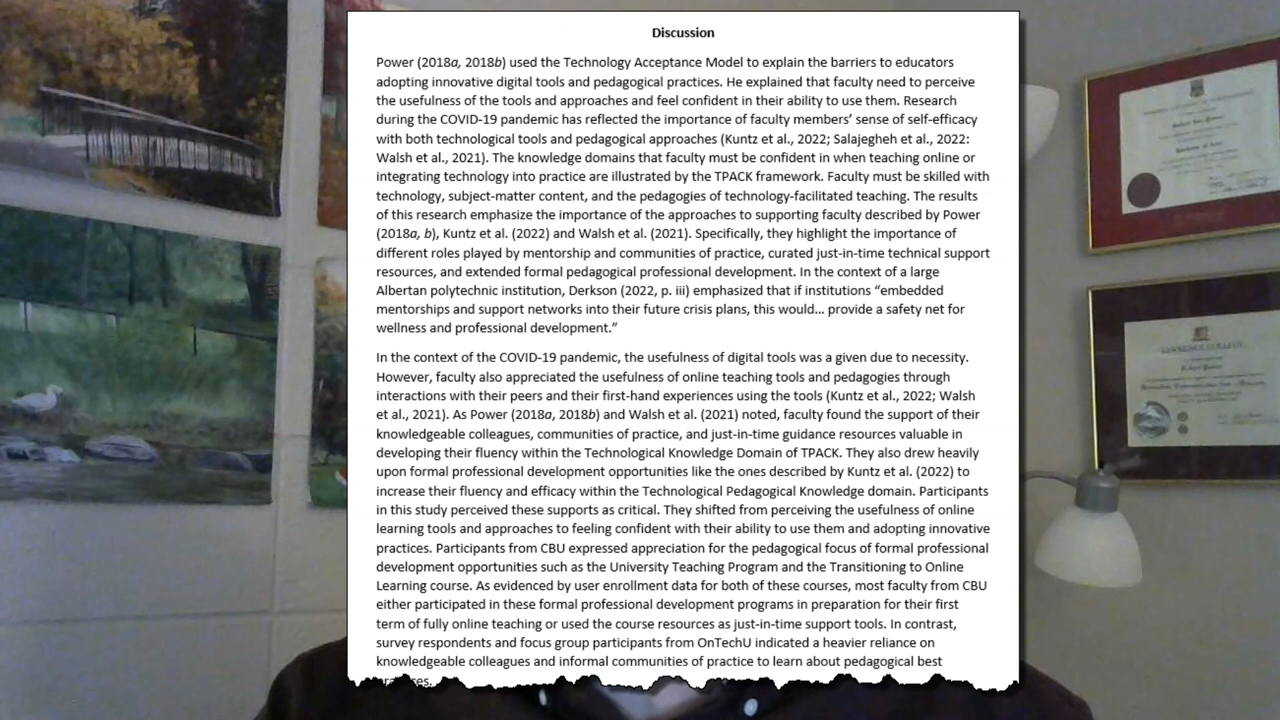 Discussion
Power (2018a, 2018b) used the Technology Acceptance Model to explain the barriers to educators
adopting innovative digital tools and pedagogical practices. He explained that faculty need to perceive
the usefulness of the tools and approaches and feel confident in their ability to use them. Research
during the COVID-19 pandemic has reflected the importance of faculty members’ sense of self-efficacy
with both technological tools and pedagogical approaches (Kuntz et al., 2022; Salajegheh et al., 2022:
Walsh et al., 2021). The knowledge domains that faculty must be confident in when teaching online or
integrating technology into practice are illustrated by the TPACK framework. Faculty must be skilled with
technology, subject-matter content, and the pedagogies of technology-facilitated teaching. The results
of this research emphasize the importance of the approaches to supporting faculty described by Power
(2018a, b), Kuntz et al. (2022) and Walsh et al. (2021). Specifically, they highlight the importance of
different roles played by mentorship and communities of practice, curated just-in-time technical support
resources, and extended formal pedagogical professional development. In the context of a large
Albertan polytechnic institution, Derkson (2022, p. iii) emphasized that if institutions “embedded
mentorships and support networks into their future crisis plans, this would… provide a safety net for
wellness and professional development.”
In the context of the COVID-19 pandemic, the usefulness of digital tools was a given due to necessity.
However, faculty also appreciated the usefulness of online teaching tools and pedagogies through
interactions with their peers and their first-hand experiences using the tools (Kuntz et al., 2022; Walsh
et al., 2021). As Power (2018a, 2018b) and Walsh et al. (2021) noted, faculty found the support of their
knowledgeable colleagues, communities of practice, and just-in-time guidance resources valuable in
developing their fluency within the Technological Knowledge Domain of TPACK. They also drew heavily
upon formal professional development opportunities like the ones described by Kuntz et al. (2022) to
increase their fluency and efficacy within the Technological Pedagogical Knowledge domain. Participants
in this study perceived these supports as critical. They shifted from perceiving the usefulness of online
learning tools and approaches to feeling confident with their ability to use them and adopting innovative
practices. Participants from CBU expressed appreciation for the pedagogical focus of formal professional
development opportunities such as the University Teaching Program and the Transitioning to Online
Learning course. As evidenced by user enrollment data for both of these courses, most faculty from CBU
either participated in these formal professional development programs in preparation for their first
term of fully online teaching or used the course resources as just-in-time support tools. In contrast,
survey respondents and focus group participants from OnTechU indicated a heavier reliance on
knowledgeable colleagues and informal communities of practice to learn about pedagogical best